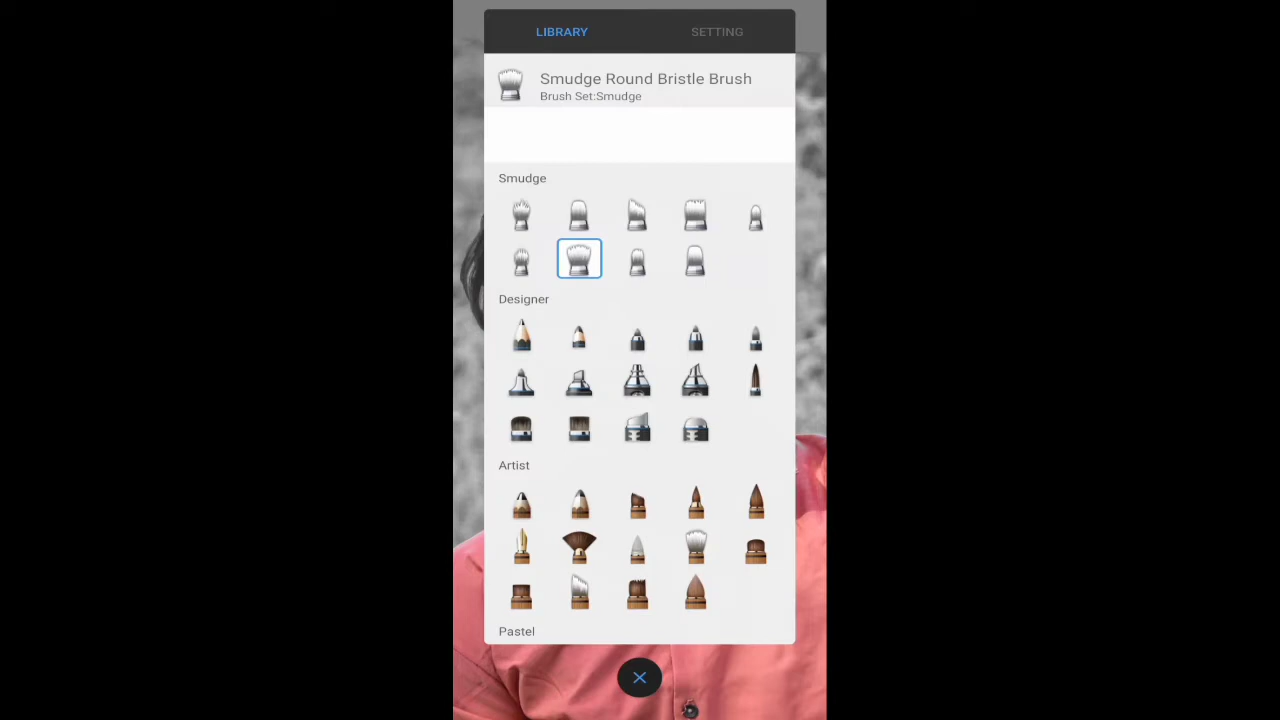 LIBRARY SETTING
Smudge Round Bristle Brush
Brush Set:Smudge
Smudge
Designer
Artist
Pastel